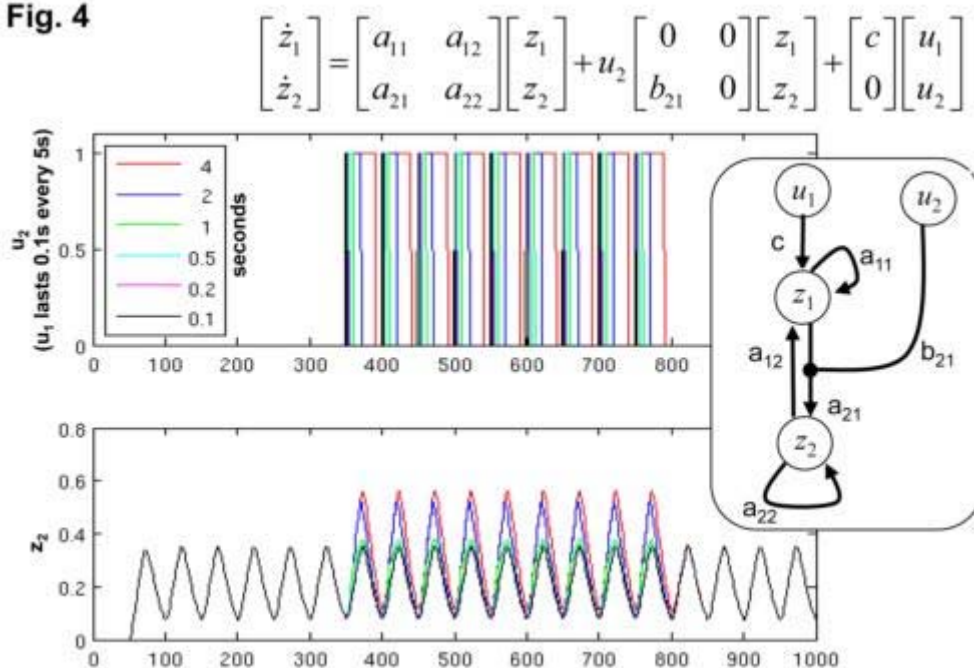 Fig. 4
ż₁ = a₁₁ a₁₂ z₁ + u₂ 0 0 z₁ + c u₁
ż₂ a₂₁ a₂₂ z₂ b₂₁ 0 z₂ 0 u₂
u₂
(u₁ lasts 0.1s every 5s)
1
0.5
0
4
2
1
0.5
0.2
0.1
seconds
0 100 200 300 400 500 600 700 800
u₁
u₂
c
a₁₁
z₁
a₁₂
b₂₁
a₂₁
z₂
a₂₂
z₂
0.8
0.6
0.4
0.2
0
0 100 200 300 400 500 600 700 800 900 1000